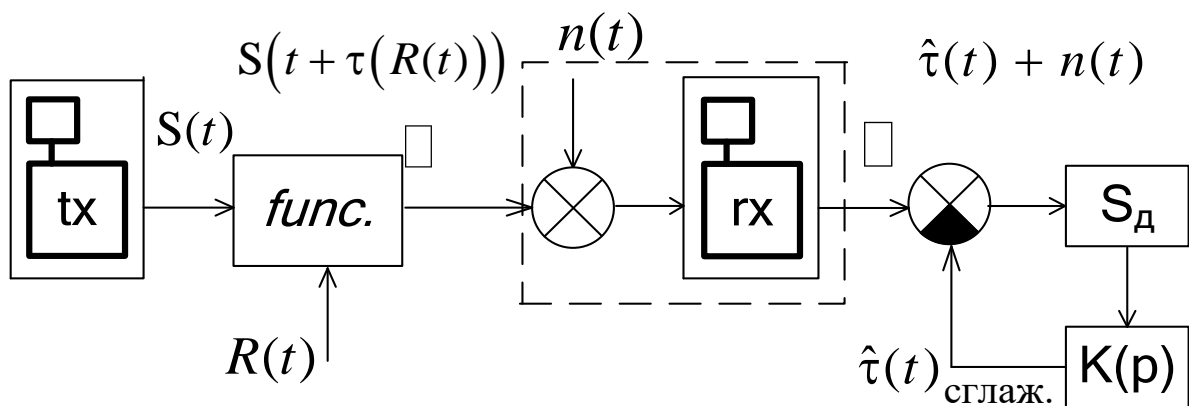 S(t + τ(R(t)))
n(t)
τ̂(t) + n(t)
S(t)
tx
func.
rx
Sд
R(t)
τ̂(t) сглаж.
K(p)